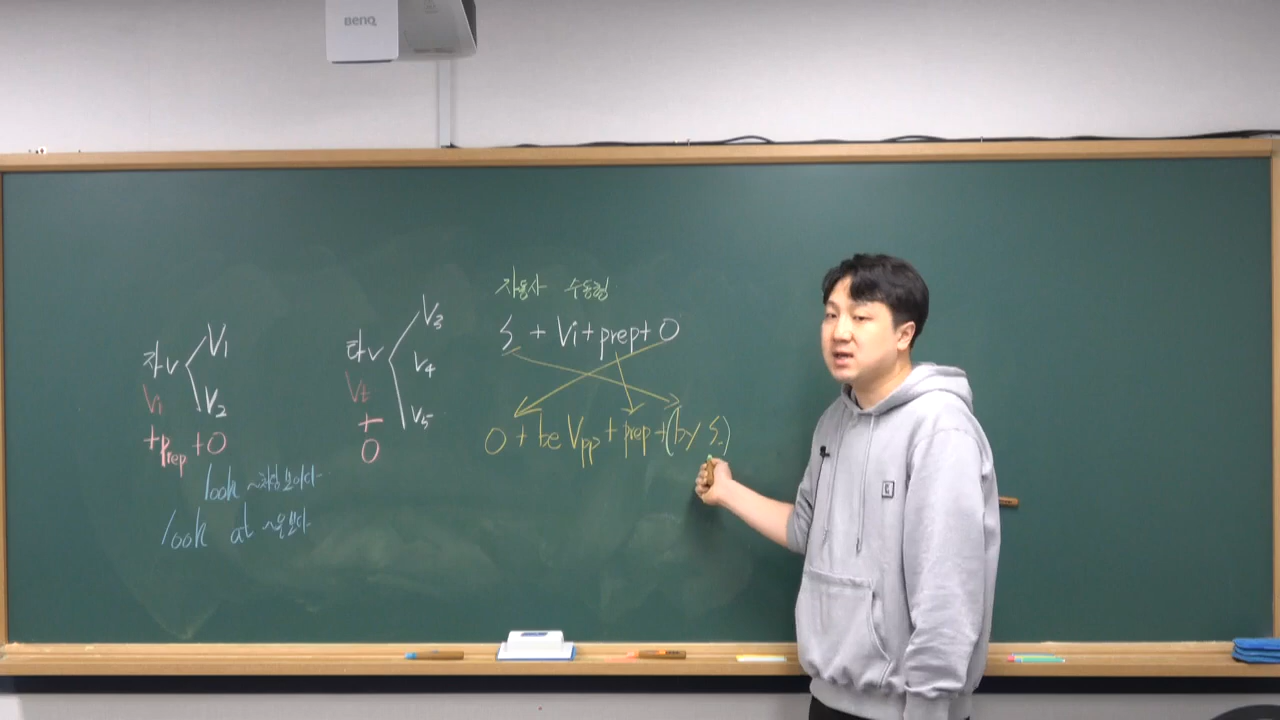 BenQ
자동사 수동형
S + Vi + prep + O
O + be Vpp + prep + (by S)
자v V1
V2
Vi
+prep +O
look ~처럼 보이다
look at ~을 보다
타v V3
V4
V5
Vt
+
O